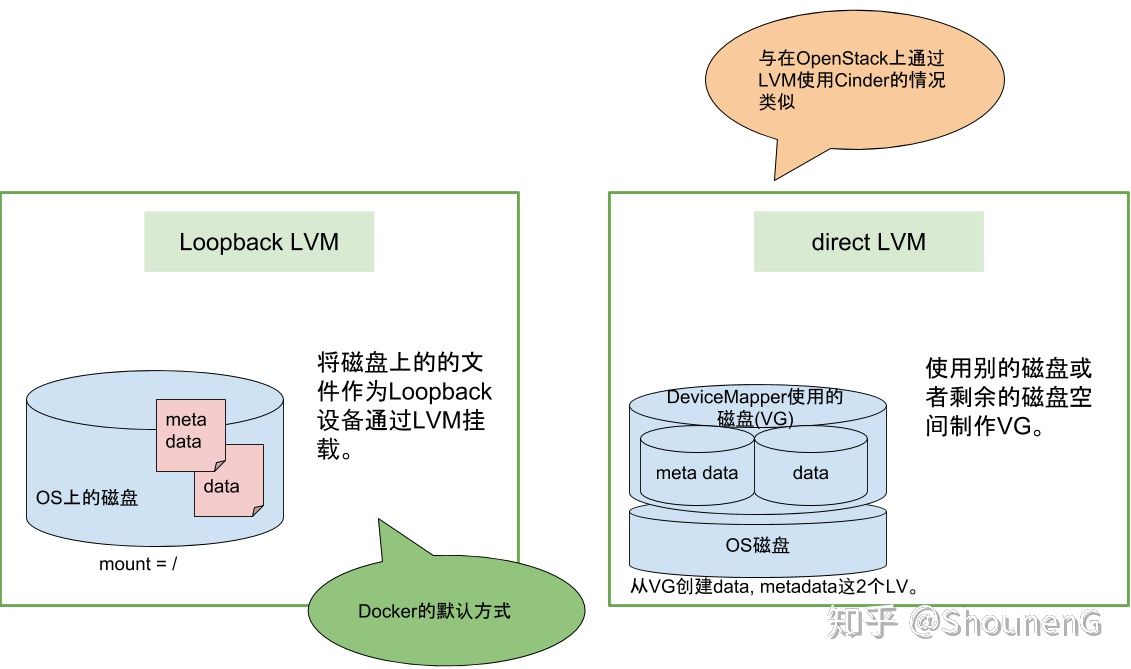 与在OpenStack上通过
LVM使用Cinder的情况
类似
Loopback LVM
将磁盘上的的文
件作为Loopback
设备通过LVM挂
载。
meta
data
data
OS上的磁盘
mount = /
Docker的默认方式
direct LVM
使用别的磁盘或
者剩余的磁盘空
间制作VG。
DeviceMapper使用的
磁盘(VG)
meta data
data
OS磁盘
从VG创建data, metadata这2个LV。
知乎 @ShounenG